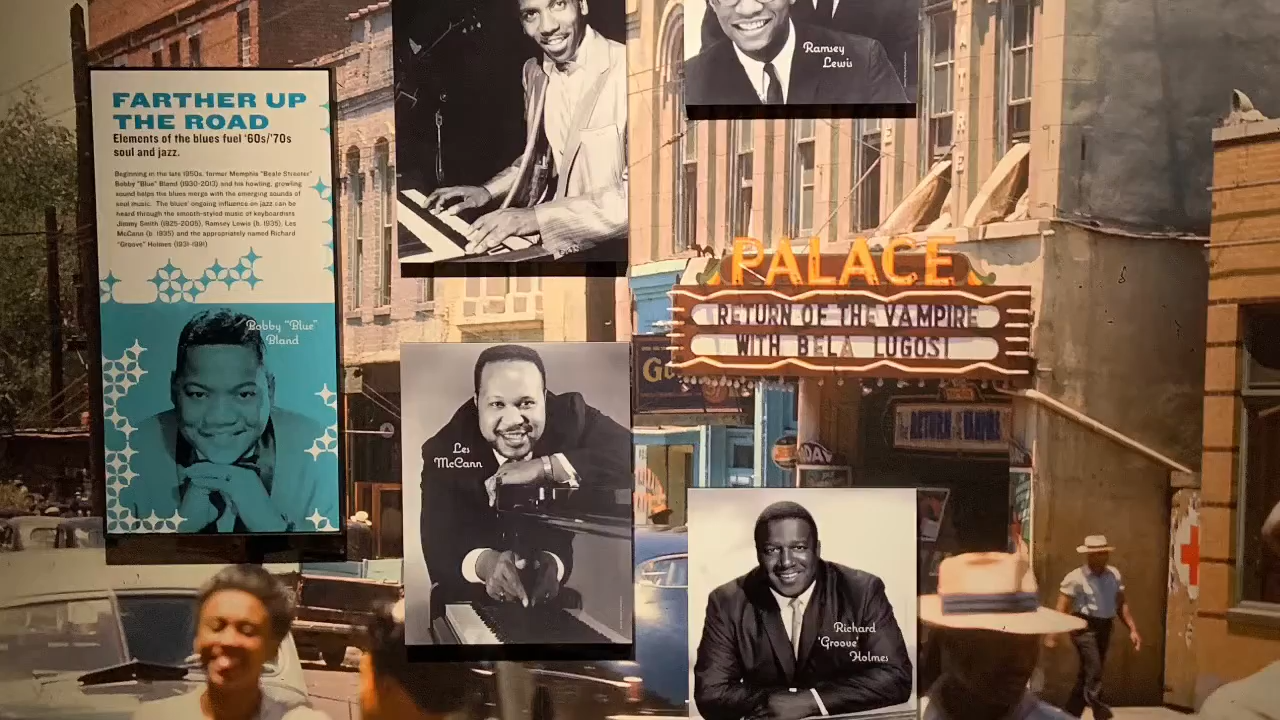 FARTHER UP
THE ROAD
Elements of the blues fuel ‘60s/’70s
soul and jazz.
Beginning in the late 1950s, former Memphis "Beale Streeter"
Bobby "Blue" Bland (1930-2013) and his howling, growling
sound helps the blues merge with the emerging sounds of
soul music. The blues' ongoing influence on jazz can be
heard through the smooth-styled music of keyboardists
Jimmy Smith (1925-2005), Ramsey Lewis (b. 1935), Les
McCann (b. 1935) and the appropriately named Richard
"Groove" Holmes (1931-1991)
Bobby "Blue"
Bland
Ramsey
Lewis
PALACE
RETURN OF THE VAMPIRE
WITH BELA LUGOSI
Les
McCann
Richard
'Groove'
Holmes